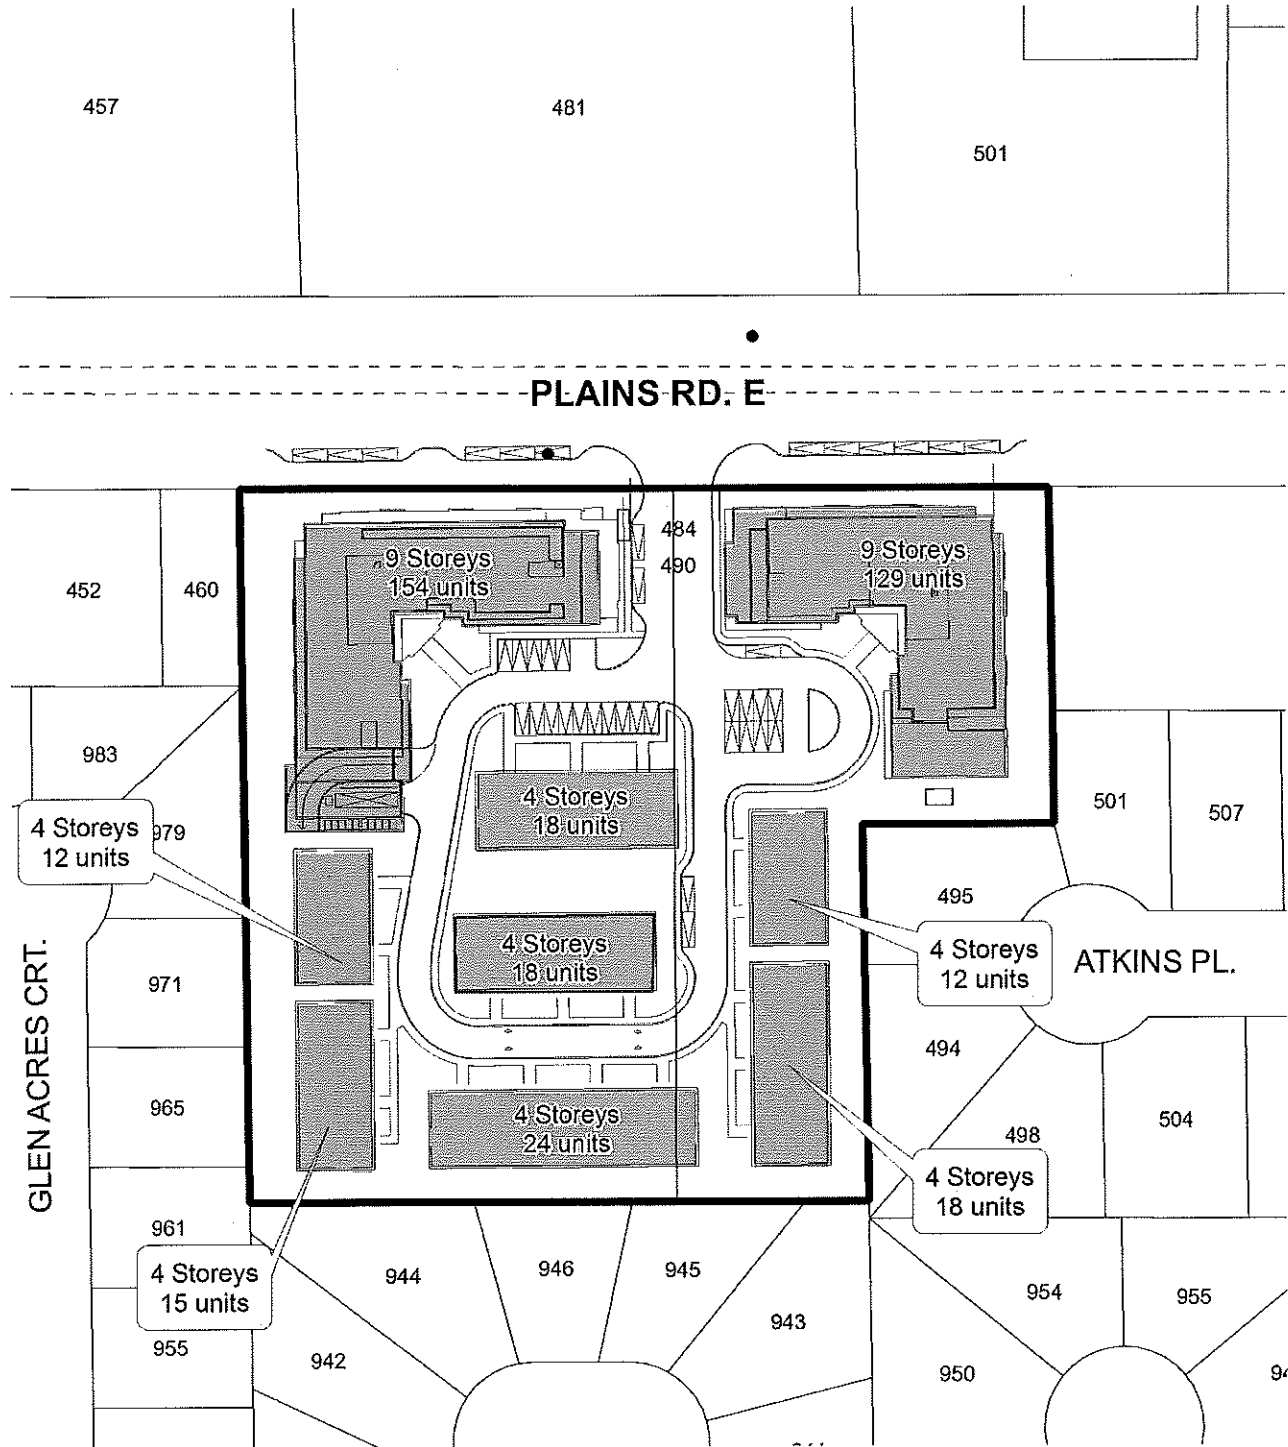 457
481
501
PLAINS RD. E
484
490
9 Storeys
154 units
9 Storeys
129 units
452
460
983
979
4 Storeys
12 units
4 Storeys
18 units
501
507
495
4 Storeys
18 units
4 Storeys
12 units
ATKINS PL.
971
GLEN ACRES CRT.
965
494
498
504
4 Storeys
24 units
4 Storeys
18 units
961
4 Storeys
15 units
944
946
945
943
954
955
955
942
950